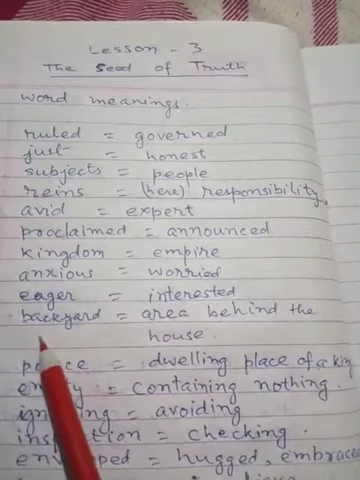 Lesson - 3
The Seed of Truth
word meanings.
ruled = governed
just = honest
subjects = people
reins = (here) responsibility
avid = expert
proclaimed = announced
kingdom = empire
anxious = worried
eager = interested
backyard = area behind the
house.
= dwelling place of a king
= containing nothing.
= avoiding
= checking.
= hugged, embraced